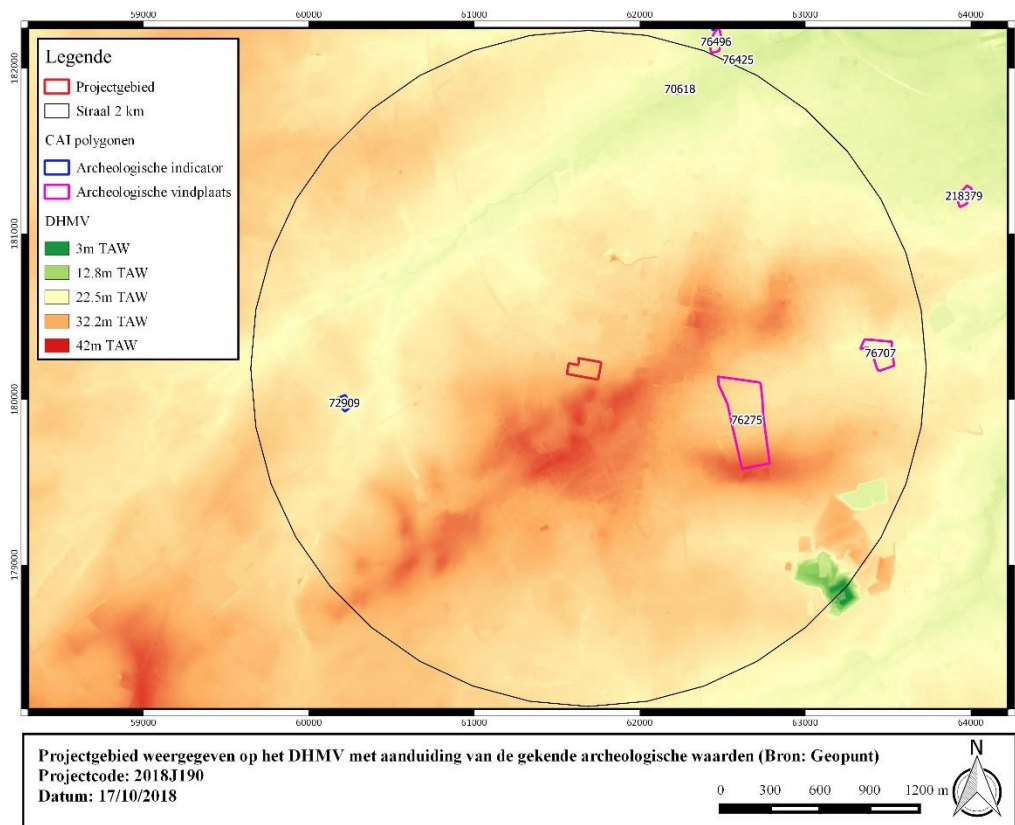 59000
60000
61000
62000
63000
64000
182000
181000
180000
179000
Legende
Projectgebied
Straal 2 km
CAI polygonen
Archeologische indicator
Archeologische vindplaats
DHMV
3m TAW
12.8m TAW
22.5m TAW
32.2m TAW
42m TAW
76496
76425
70618
218379
76707
72909
76275
59000
60000
61000
62000
63000
64000
Projectgebied weergegeven op het DHMV met aanduiding van de gekende archeologische waarden (Bron: Geopunt)
Projectcode: 2018J190
Datum: 17/10/2018
0 300 600 900 1200 m
N